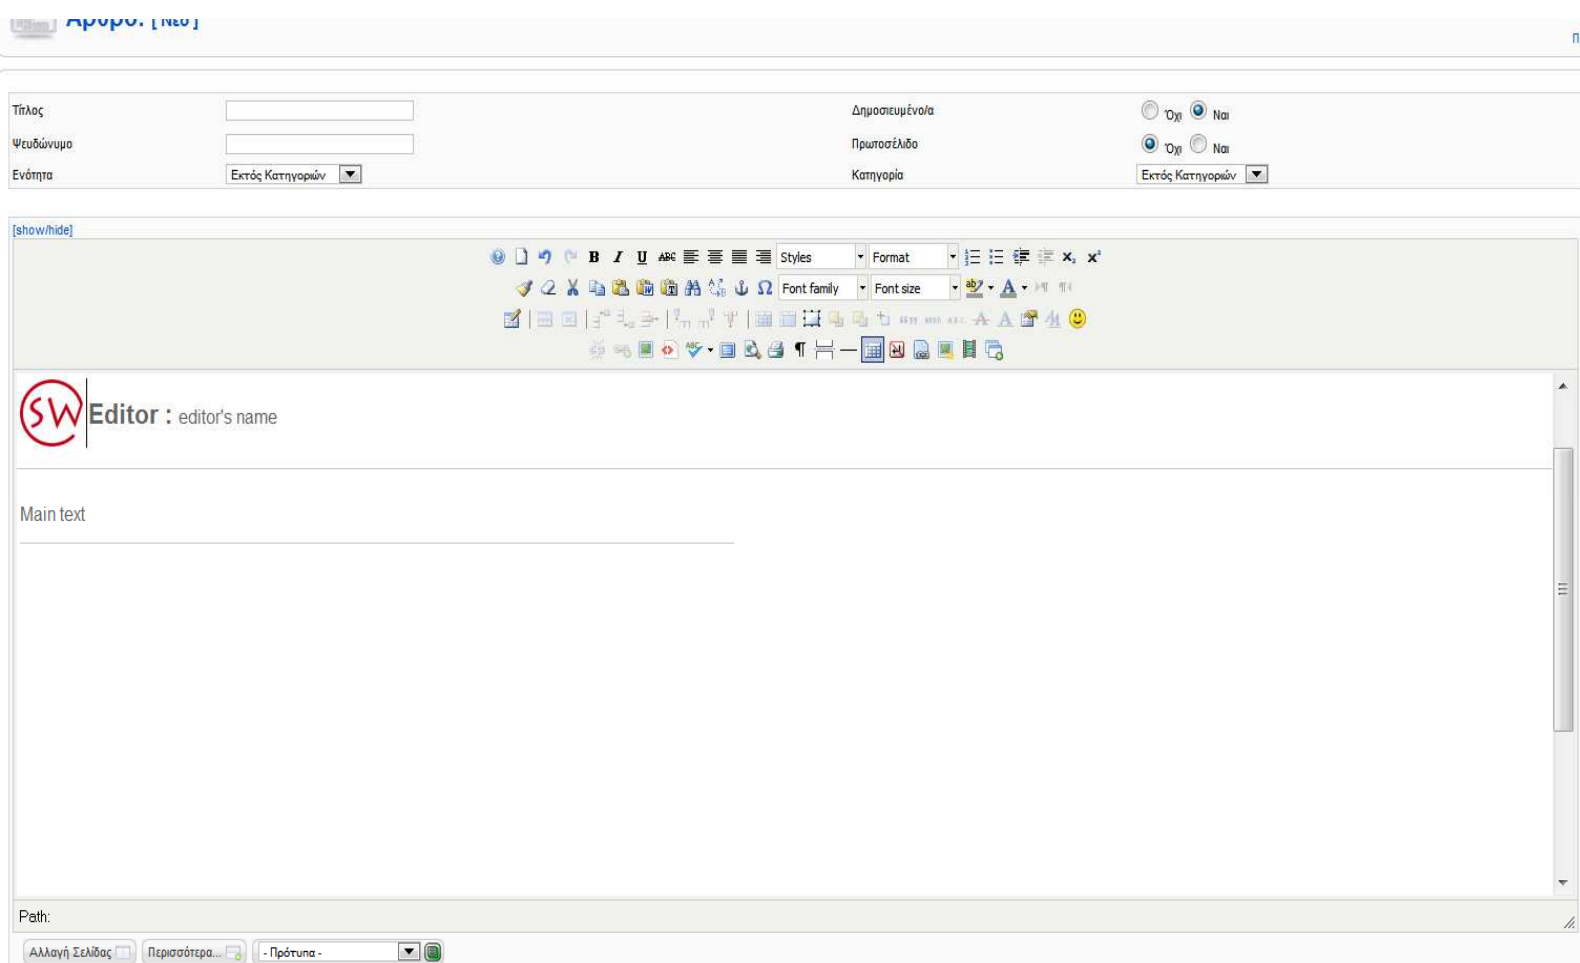 Άρθρο: [ Νέο ]
Π
Τίτλος
Δημοσιευμένο/α
Όχι Ναι
Ψευδώνυμο
Πρωτοσέλιδο
Όχι Ναι
Ενότητα
Εκτός Κατηγοριών
Κατηγορία
Εκτός Κατηγοριών
[show/hide]
B I U ABC Styles Format
Font family Font size
SW Editor : editor's name
Main text
Path:
Αλλαγή Σελίδας Περισσότερα... - Πρότυπα -